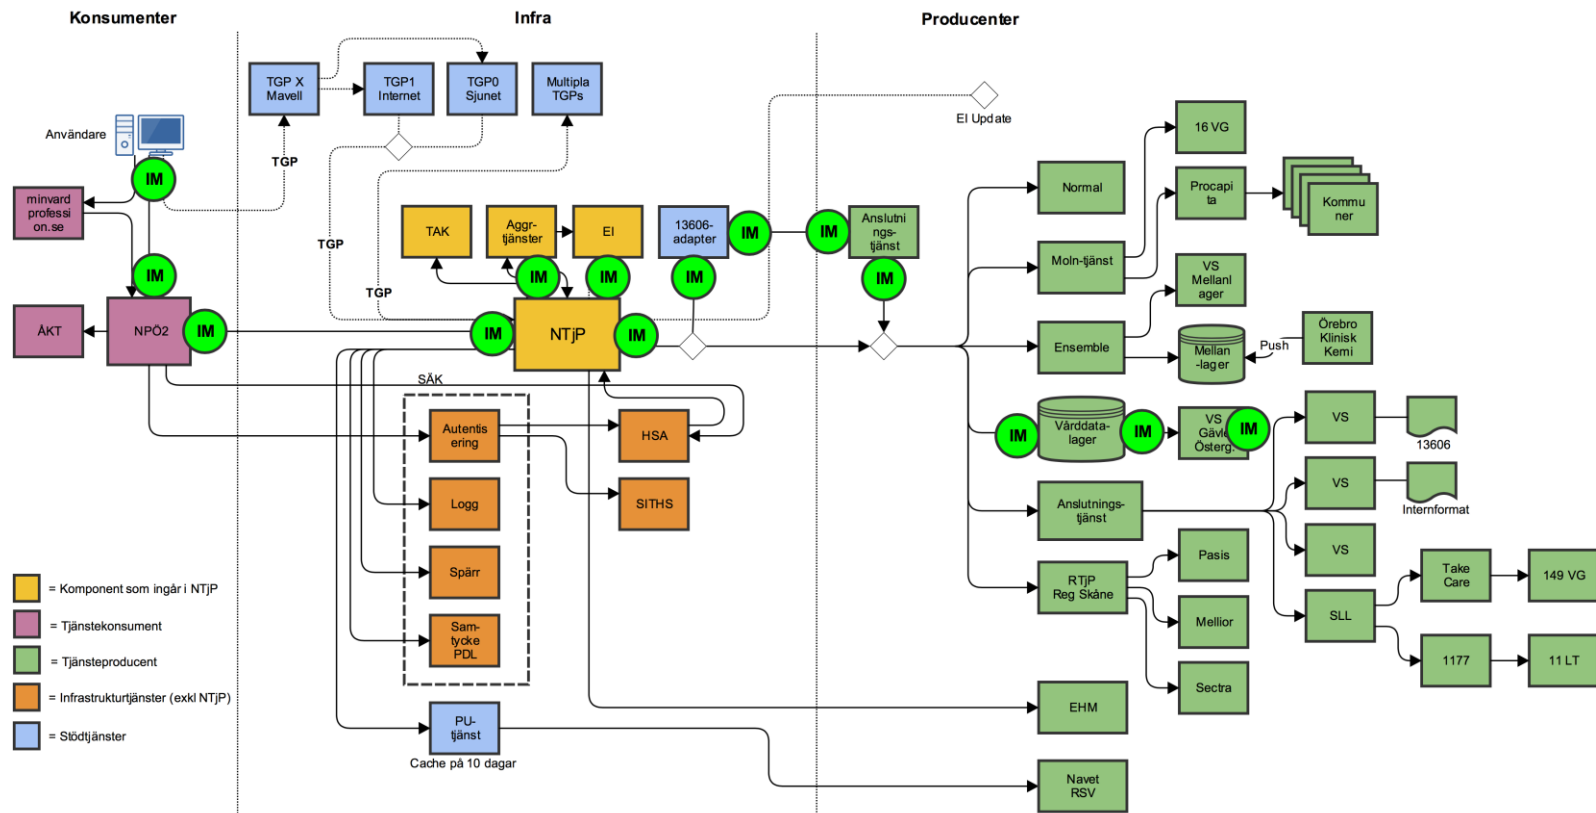 Konsumenter
Infra
Producenter
TGP X
Mavell
TGP1
Internet
TGP0
Sjunet
Multipla
TGPs
EI Update
Användare
IM
TGP
minvard
profession
on.se
TGP
TGP
TAK
Aggr-
tjänster
EI
13606-
adapter
IM
IM
Anslutni
ngs-
tjänst
IM
IM
IM
IM
IM
ÅKT
NPÖ2
IM
IM
NTjP
IM
SÄK
Autentis
ering
HSA
Logg
SITHS
Spärr
Sam-
tycke
PDL
PU-
tjänst
Cache på 10 dagar
Normal
16 VG
Procapi
ta
Kommu
ner
Moln-tjänst
VS
Mellanl
ager
Ensemble
Mellan
-lager
Push
Örebro
Klinisk
Kemi
IM
Vårddata-
lager
IM
VS
Gävle
Österg.
IM
VS
13606
VS
Internformat
Anslutnings-
tjänst
VS
RTjP
Reg Skåne
Pasis
Mellior
Sectra
SLL
Take
Care
149 VG
1177
11 LT
EHM
Navet
RSV
= Komponent som ingår i NTjP
= Tjänstekonsument
= Tjänsteproducent
= Infrastrukturtjänster (exkl NTjP)
= Stödtjänster